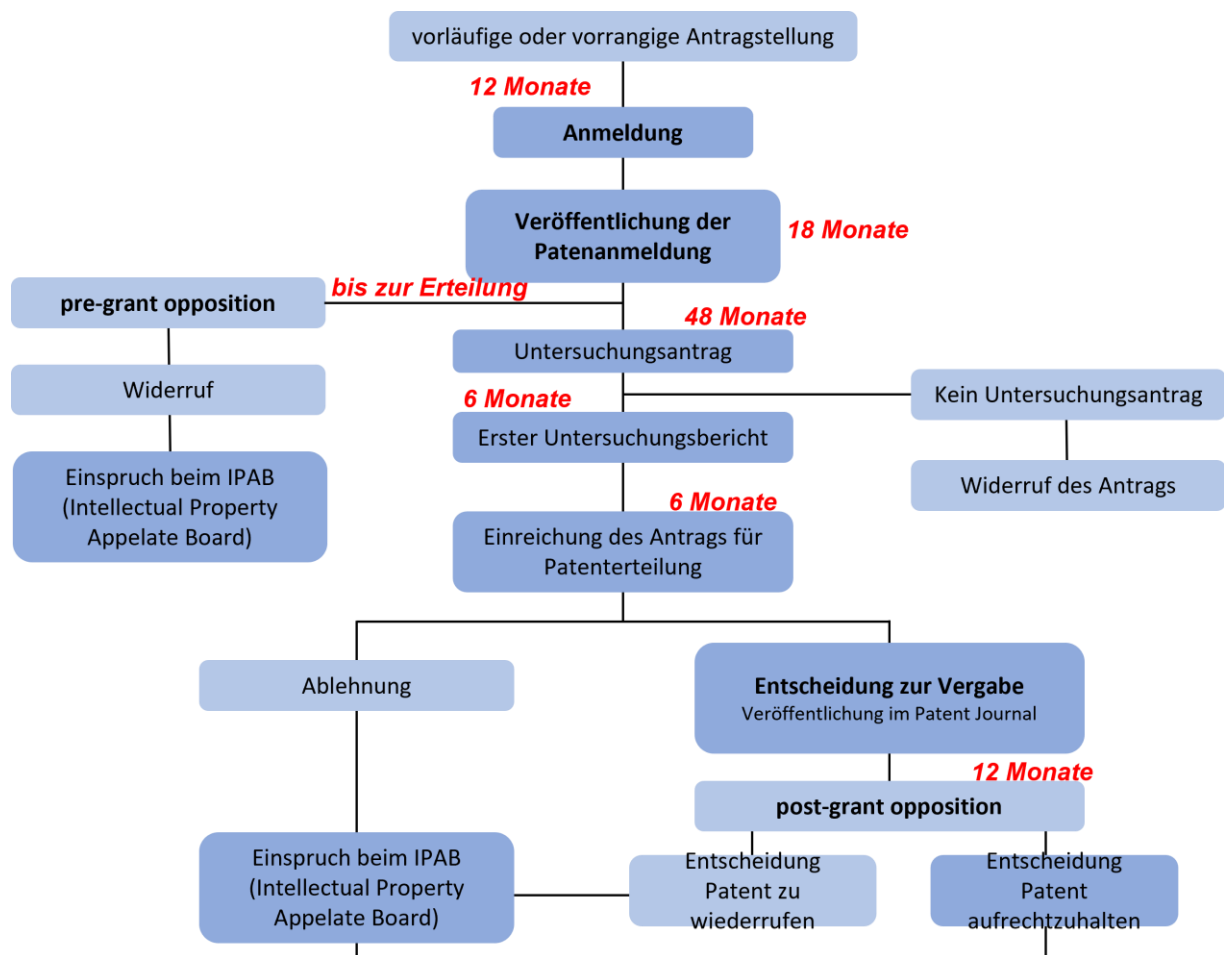 vorläufige oder vorrangige Antragstellung
12 Monate
Anmeldung
Veröffentlichung der
Patenanmeldung
18 Monate
bis zur Erteilung
pre-grant opposition
48 Monate
Untersuchungsantrag
Widerruf
6 Monate
Kein Untersuchungsantrag
Erster Untersuchungsbericht
Einspruch beim IPAB
(Intellectual Property
Appelate Board)
Widerruf des Antrags
6 Monate
Einreichung des Antrags für
Patenterteilung
Ablehnung
Entscheidung zur Vergabe
Veröffentlichung im Patent Journal
12 Monate
post-grant opposition
Einspruch beim IPAB
(Intellectual Property
Appelate Board)
Entscheidung
Patent zu
wiederrufen
Entscheidung
Patent
aufrechtzuhalten